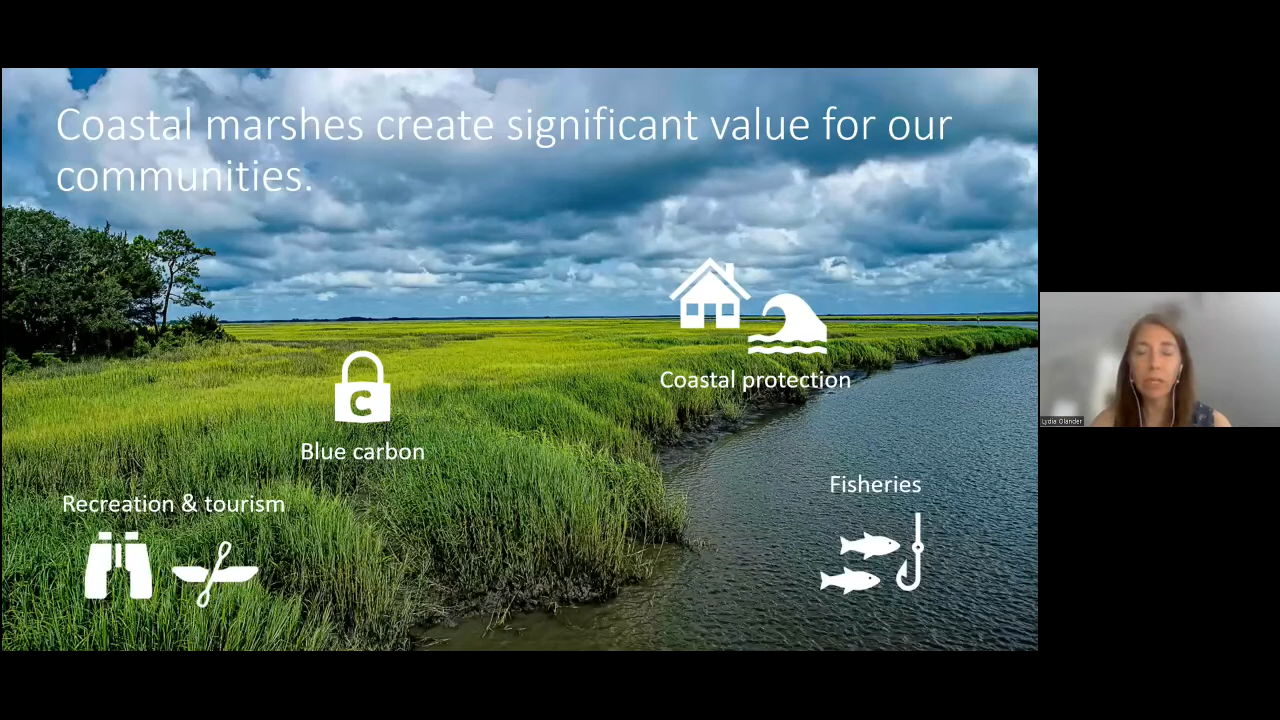 Coastal marshes create significant value for our
communities.
Coastal protection
C
Blue carbon
Recreation & tourism
Fisheries
Lydia Olander